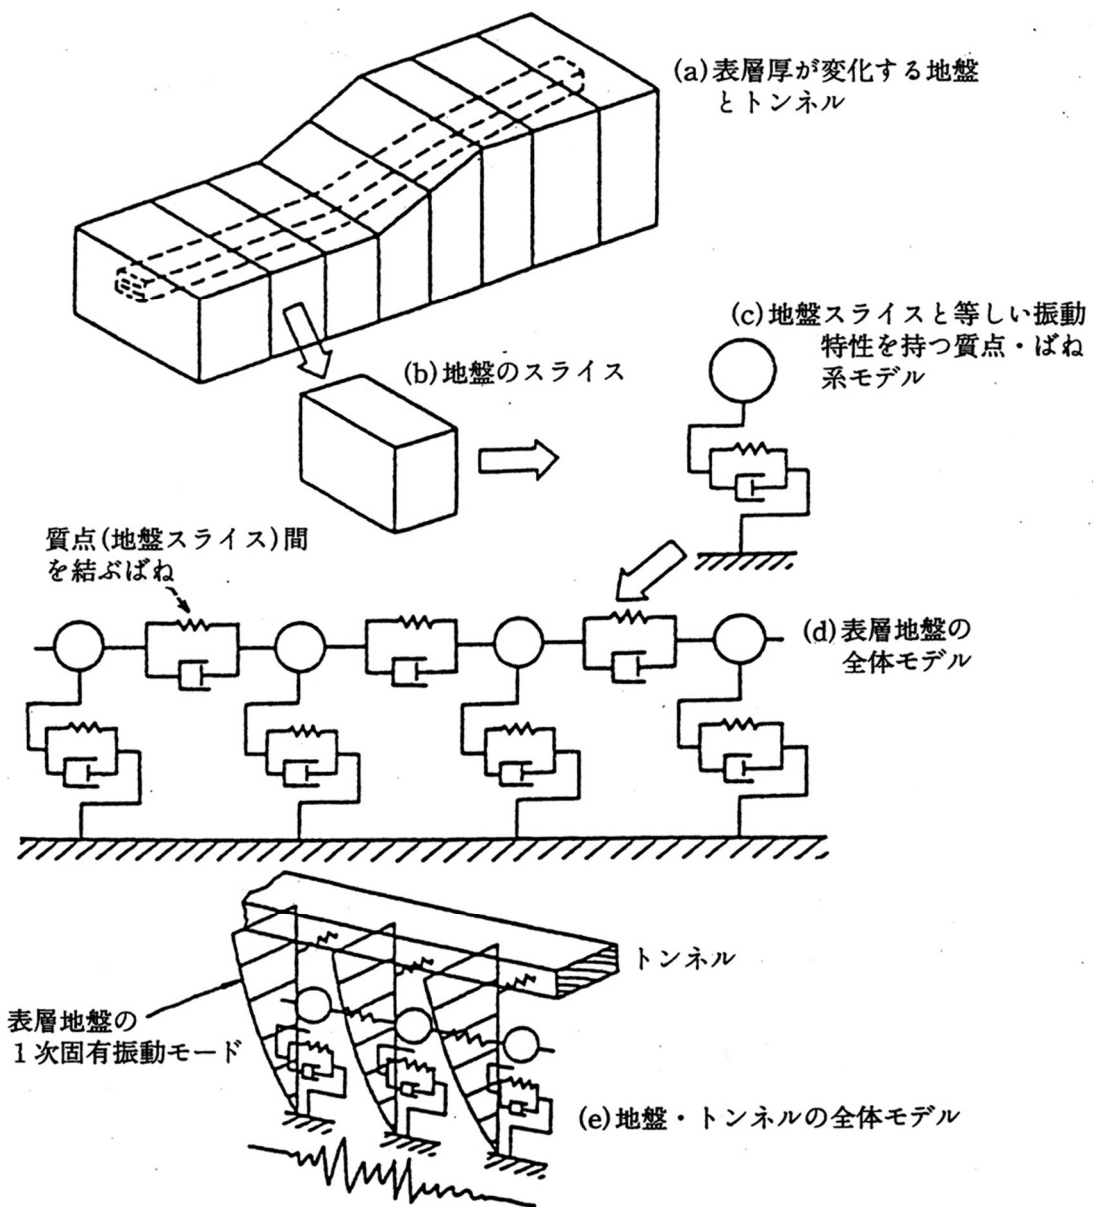 (a)表層厚が変化する地盤
とトンネル
(c)地盤スライスと等しい振動
特性を持つ質点・ばね
系モデル
(b)地盤のスライス
質点(地盤スライス)間
を結ぶばね
(d)表層地盤の
全体モデル
トンネル
表層地盤の
1次固有振動モード
(e)地盤・トンネルの全体モデル